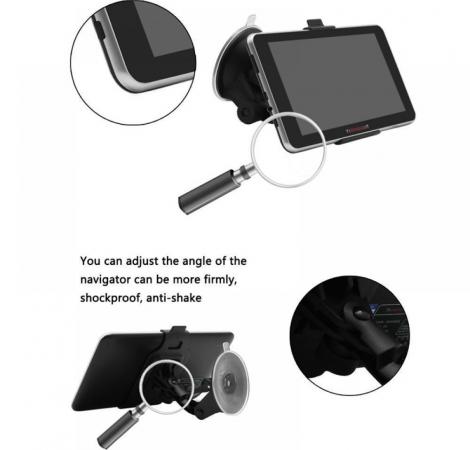 You can adjust the angle of the
navigator can be more firmly,
shockproof, anti-shake